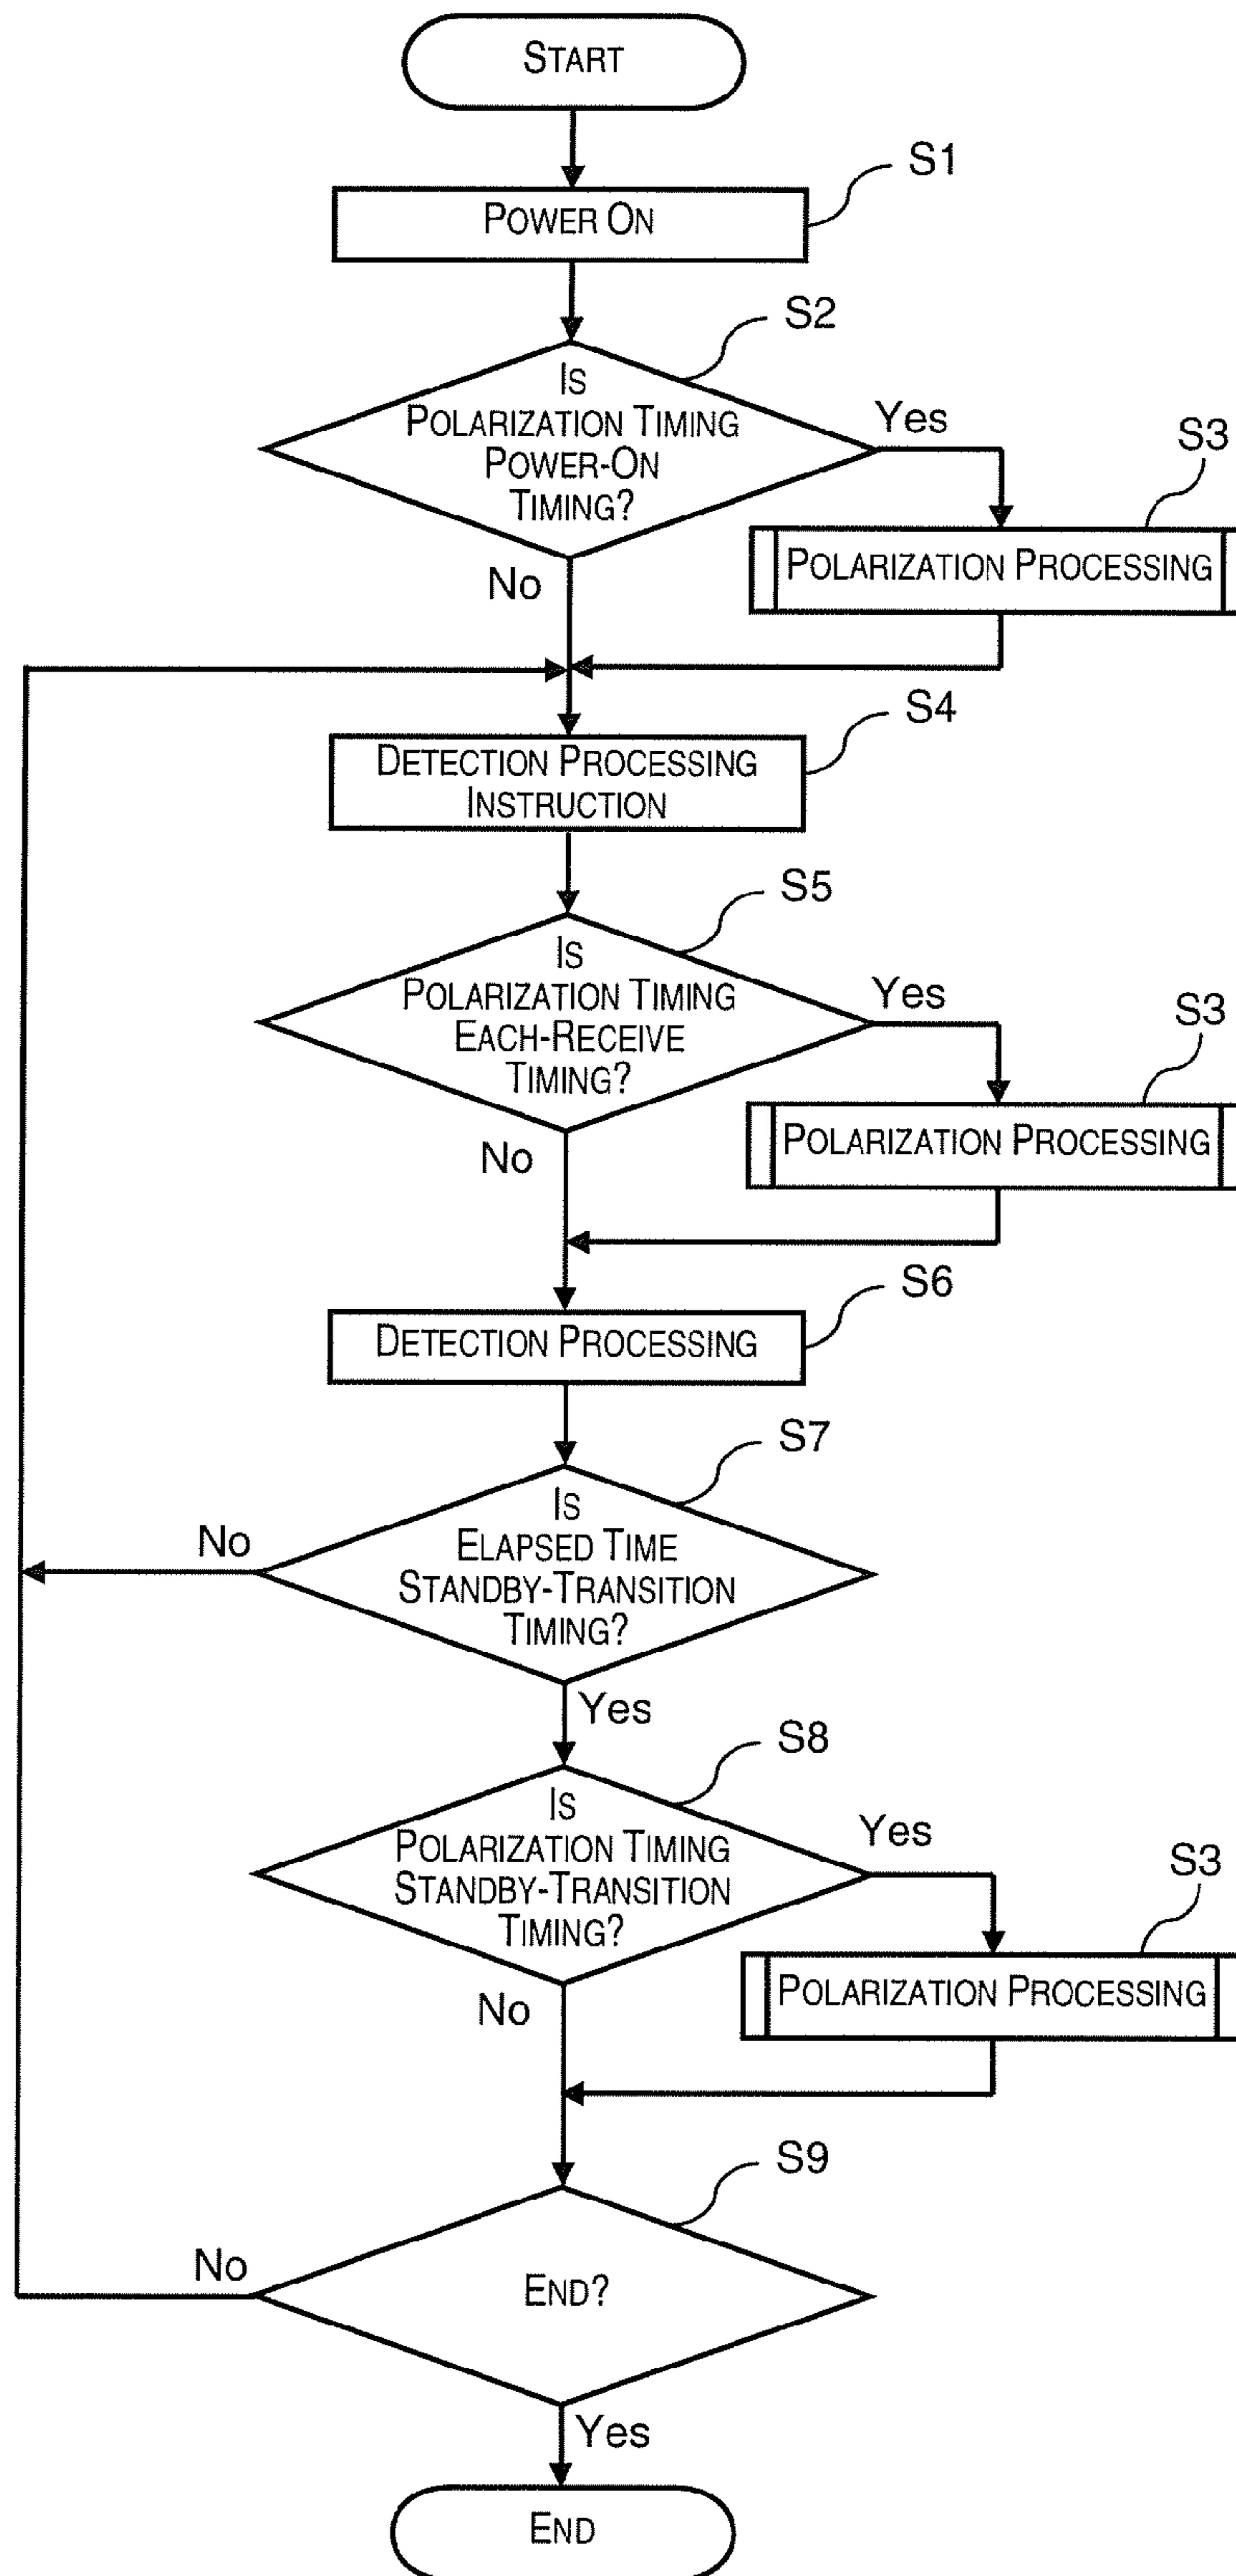 START
S1
POWER ON
S2
IS
POLARIZATION TIMING
POWER-ON
TIMING?
Yes
S3
POLARIZATION PROCESSING
No
S4
DETECTION PROCESSING
INSTRUCTION
S5
IS
POLARIZATION TIMING
EACH-RECEIVE
TIMING?
Yes
S3
POLARIZATION PROCESSING
No
S6
DETECTION PROCESSING
S7
IS
ELAPSED TIME
STANDBY-TRANSITION
TIMING?
No
Yes
S8
IS
POLARIZATION TIMING
STANDBY-TRANSITION
TIMING?
Yes
S3
POLARIZATION PROCESSING
No
S9
END?
No
Yes
END